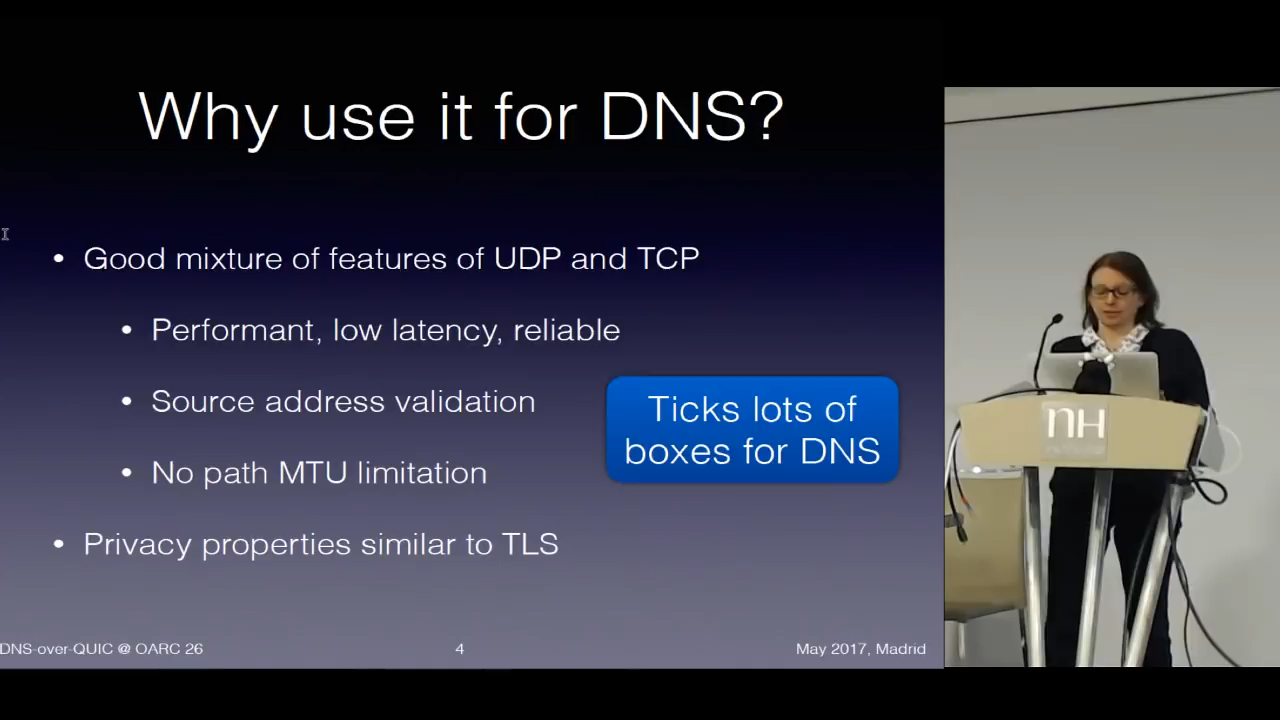 Why use it for DNS?
• Good mixture of features of UDP and TCP
• Performant, low latency, reliable
• Source address validation
• No path MTU limitation
• Privacy properties similar to TLS
Ticks lots of
boxes for DNS
DNS-over-QUIC @ OARC 26
4
May 2017, Madrid
nH